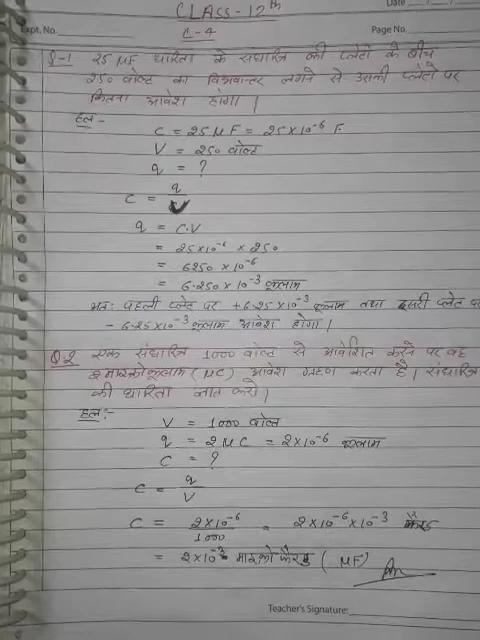 CLASS-12th
Date
Expt. No.
C-4
Page No.
Q-1 25 μF धारिता के संधारित्र की प्लेटों के बीच
250 वोल्ट का विभवान्तर लगाने से उसकी प्लेटों पर
कितना आवेश होगा।
हल-
C = 25 μF = 25×10⁻⁶ F.
V = 250 वोल्ट
q = ?
C = q/V
q = C.V
= 25×10⁻⁶ × 250
= 6250 × 10⁻⁶
= 6.250 × 10⁻³ कूलाम
अतः पहली प्लेट पर +6.25×10⁻³ कूलाम तथा दूसरी प्लेट पर
- 6.25×10⁻³ कूलाम आवेश होगा।
Q.2 एक संधारित्र 1000 वोल्ट से आवेशित करने पर वह
2 माइक्रोकूलाम (μC) आवेश ग्रहण करता है। संधारित्र
की धारिता ज्ञात करो।
हल:-
V = 1000 वोल्ट
q = 2 μC = 2×10⁻⁶ कूलाम
C = ?
C = q/V
C = 2×10⁻⁶/1000 = 2×10⁻⁶×10⁻³ फैरड
= 2×10⁻³ माइक्रो फैरड (μF)
Teacher's Signature: